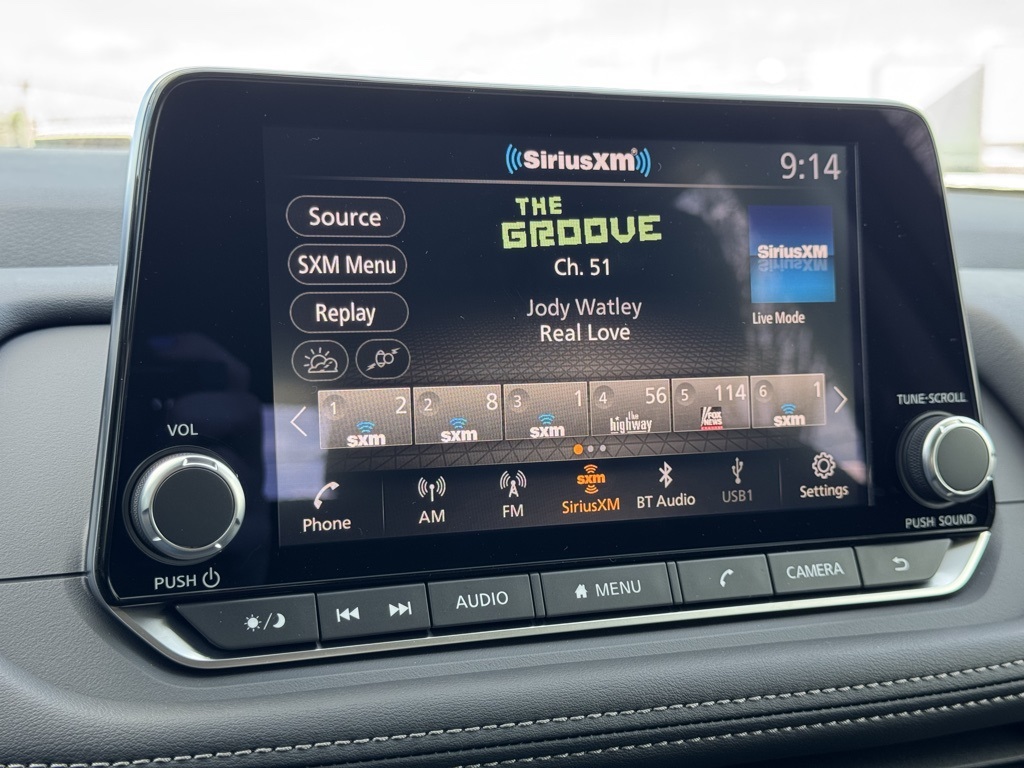 SiriusXM
9:14
Source
SXM Menu
Replay
THE
GROOVE
Ch. 51
Jody Watley
Real Love
SiriusXM
SiriusXM
Live Mode
1 2
sxm
2 8
sxm
3 1
sxm
4 56
the
highway
5 114
FOX
NEWS
6 1
sxm
Phone
AM
FM
sxm
SiriusXM
BT Audio
USB1
Settings
VOL
PUSH
TUNE·SCROLL
PUSH SOUND
AUDIO
MENU
CAMERA